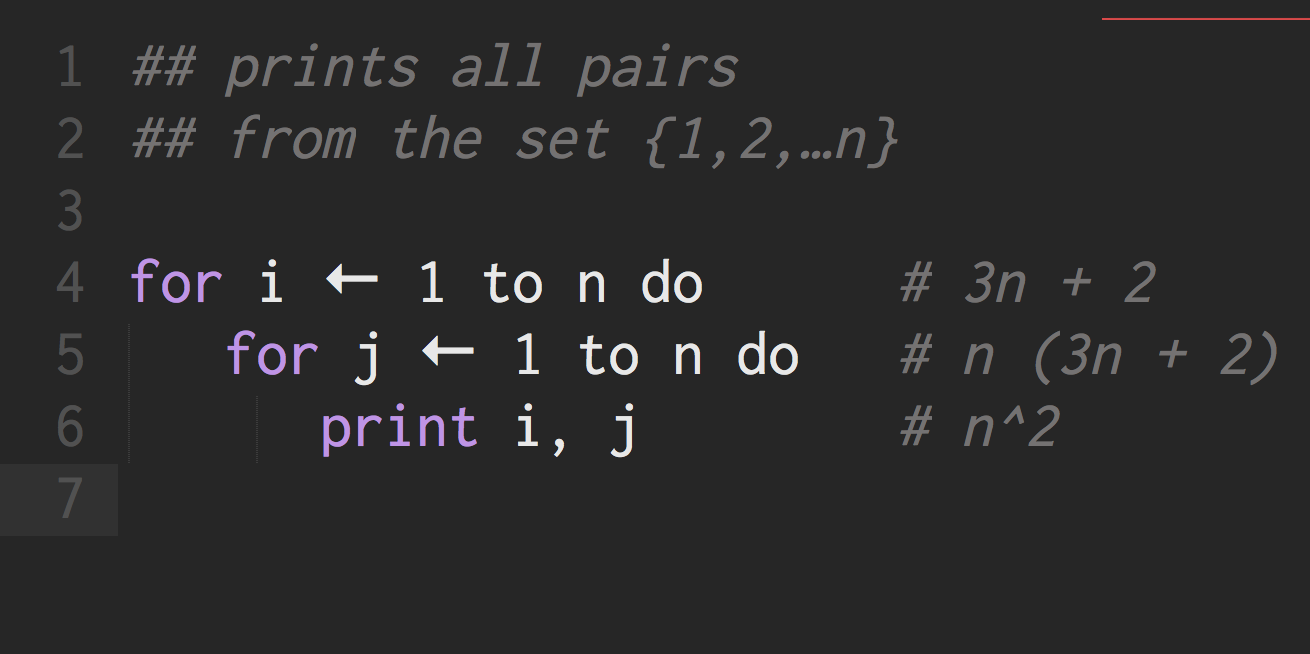 1 ## prints all pairs
2 ## from the set {1,2,…n}
3
4 for i ← 1 to n do # 3n + 2
5 for j ← 1 to n do # n (3n + 2)
6 print i, j # n^2
7